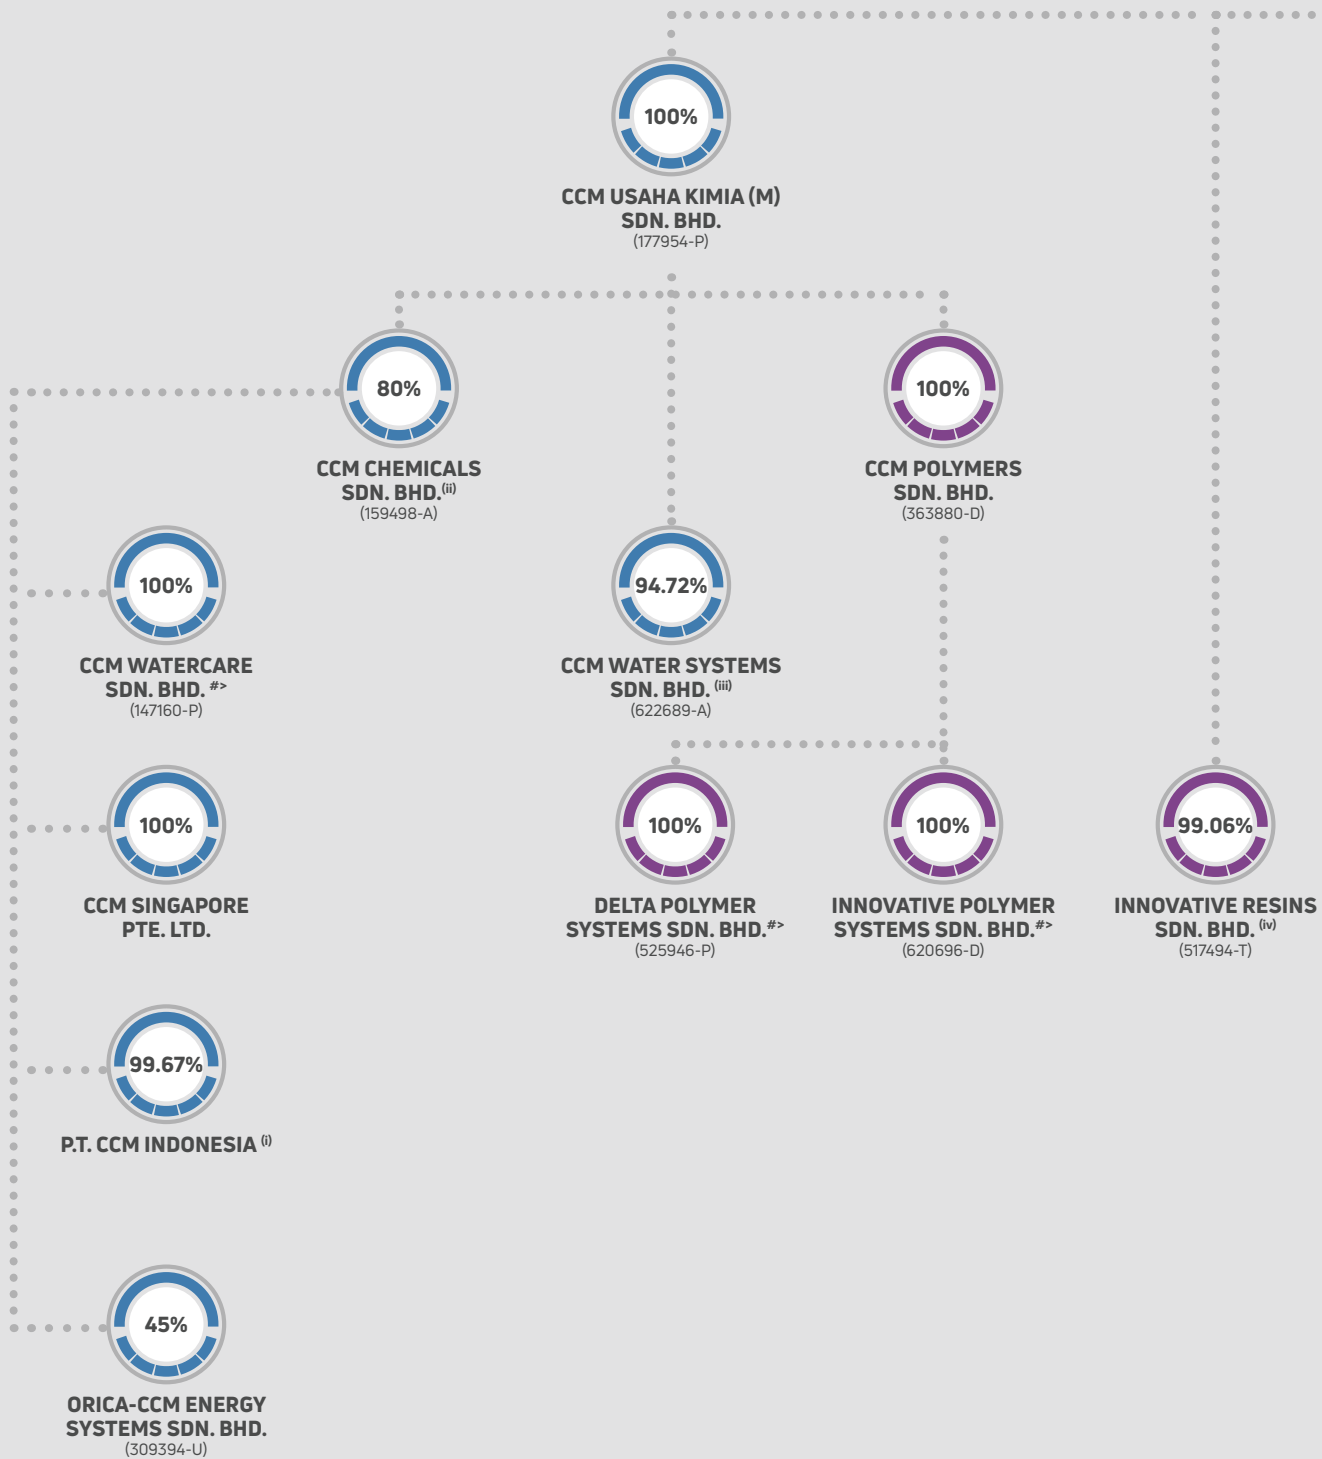 100%
CCM USAHA KIMIA (M)
SDN. BHD.
(177954-P)
80%
CCM CHEMICALS
SDN. BHD.(ii)
(159498-A)
100%
CCM POLYMERS
SDN. BHD.
(363880-D)
100%
CCM WATERCARE
SDN. BHD. #>
(147160-P)
94.72%
CCM WATER SYSTEMS
SDN. BHD. (iii)
(622689-A)
100%
CCM SINGAPORE
PTE. LTD.
100%
DELTA POLYMER
SYSTEMS SDN. BHD.#>
(525946-P)
100%
INNOVATIVE POLYMER
SYSTEMS SDN. BHD.#>
(620696-D)
99.06%
INNOVATIVE RESINS
SDN. BHD. (iv)
(517494-T)
99.67%
P.T. CCM INDONESIA (i)
45%
ORICA-CCM ENERGY
SYSTEMS SDN. BHD.
(309394-U)